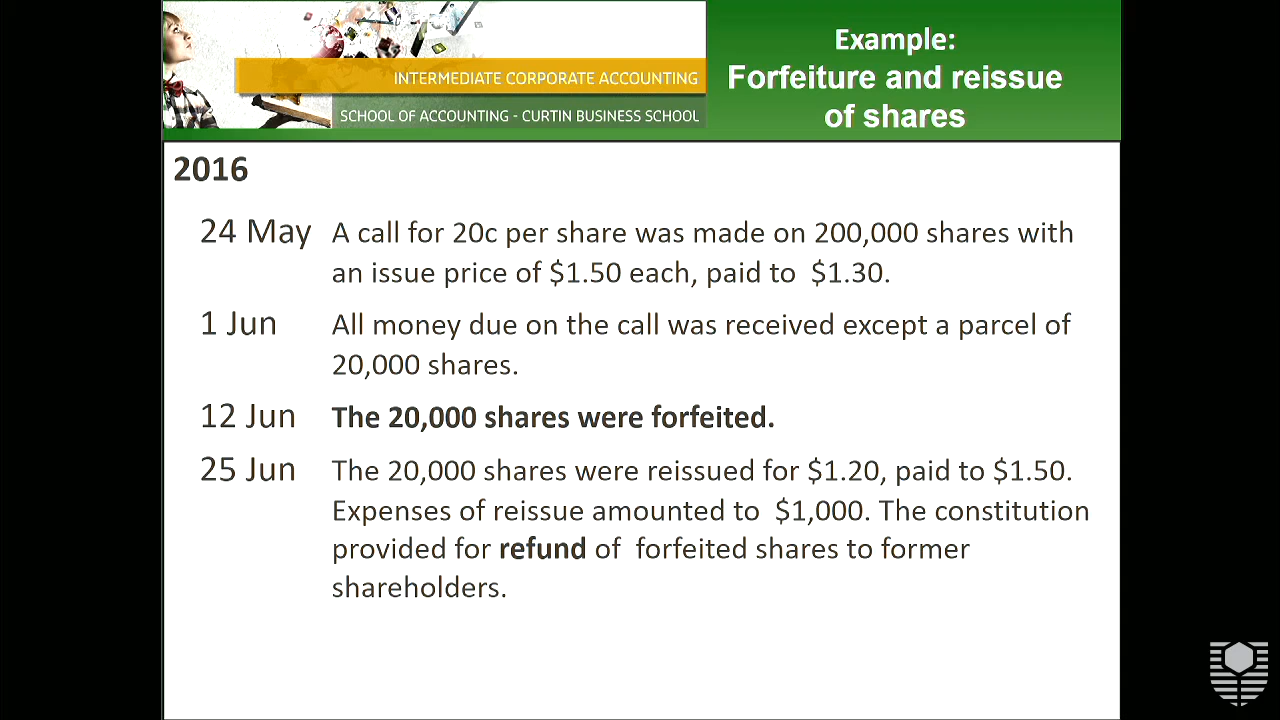 INTERMEDIATE CORPORATE ACCOUNTING
SCHOOL OF ACCOUNTING - CURTIN BUSINESS SCHOOL
Example:
Forfeiture and reissue
of shares
2016
24 May A call for 20c per share was made on 200,000 shares with
an issue price of $1.50 each, paid to $1.30.
1 Jun All money due on the call was received except a parcel of
20,000 shares.
12 Jun The 20,000 shares were forfeited.
25 Jun The 20,000 shares were reissued for $1.20, paid to $1.50.
Expenses of reissue amounted to $1,000. The constitution
provided for refund of forfeited shares to former
shareholders.